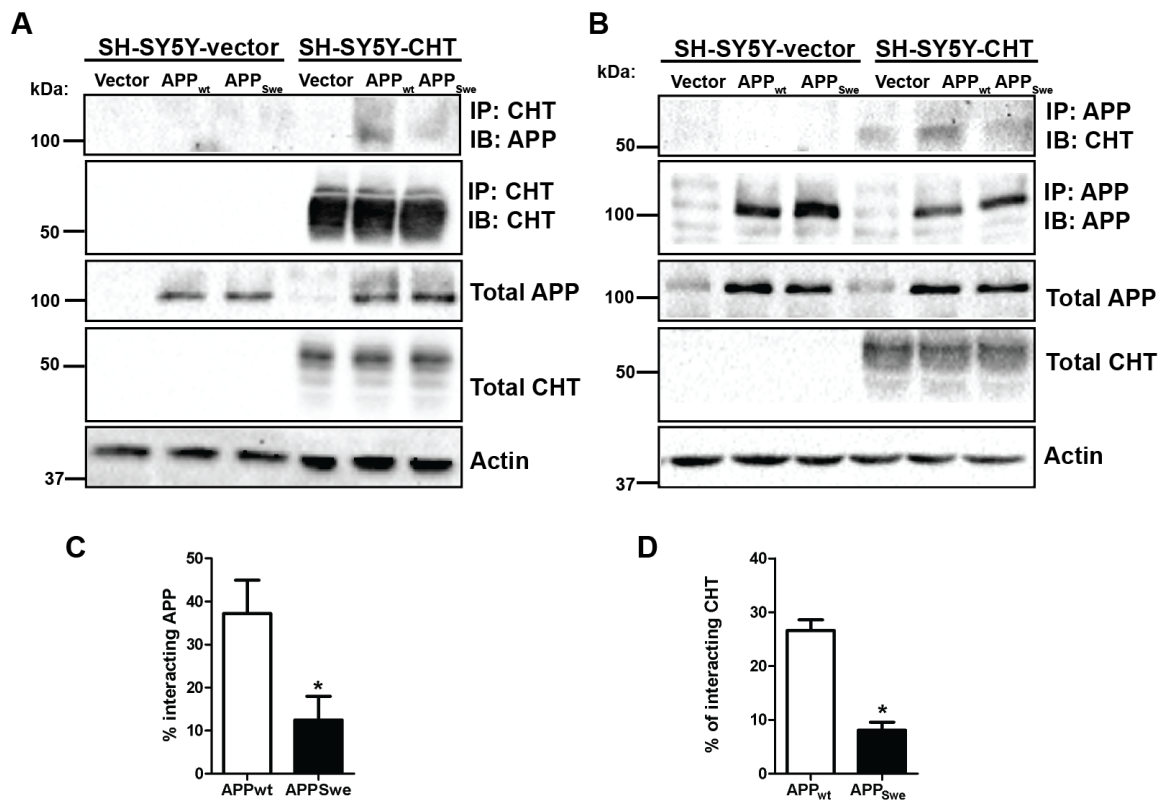 A
SH-SY5Y-vector SH-SY5Y-CHT
Vector APPwt APPSwe Vector APPwt APPSwe
kDa:
100
IP: CHT
IB: APP
50
IP: CHT
IB: CHT
100
Total APP
50
Total CHT
37
Actin
B
SH-SY5Y-vector SH-SY5Y-CHT
Vector APPwt APPSwe Vector APPwt APPSwe
kDa:
50
IP: APP
IB: CHT
100
IP: APP
IB: APP
100
Total APP
50
Total CHT
37
Actin
C
% interacting APP
50
40
30
20
10
0
*
APPwt APPSwe
D
% of interacting CHT
40
30
20
10
0
*
APPwt APPSwe